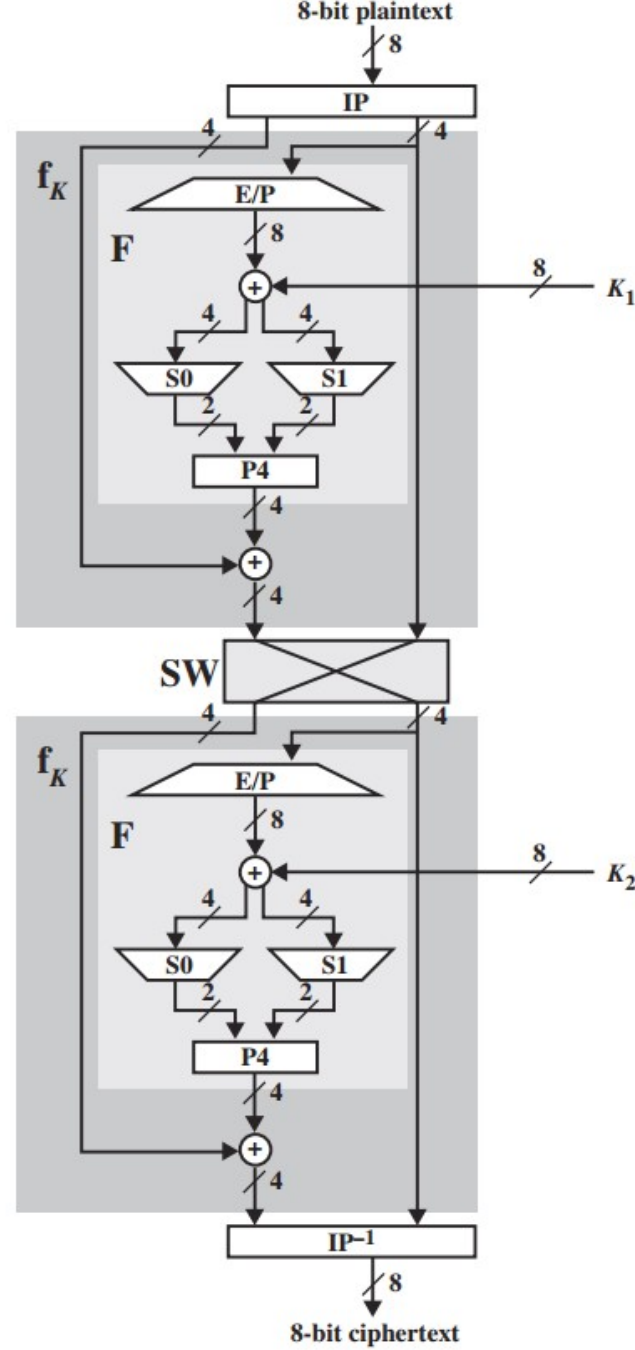 8-bit plaintext
8
IP
4 4
f_K
E/P
F
8
+ 8 K_1
4 4
S0 S1
2 2
P4
4
+
4
SW
4 4
f_K
E/P
8
F
+ 8 K_2
4 4
S0 S1
2 2
P4
4
+
4
IP–1
8
8-bit ciphertext